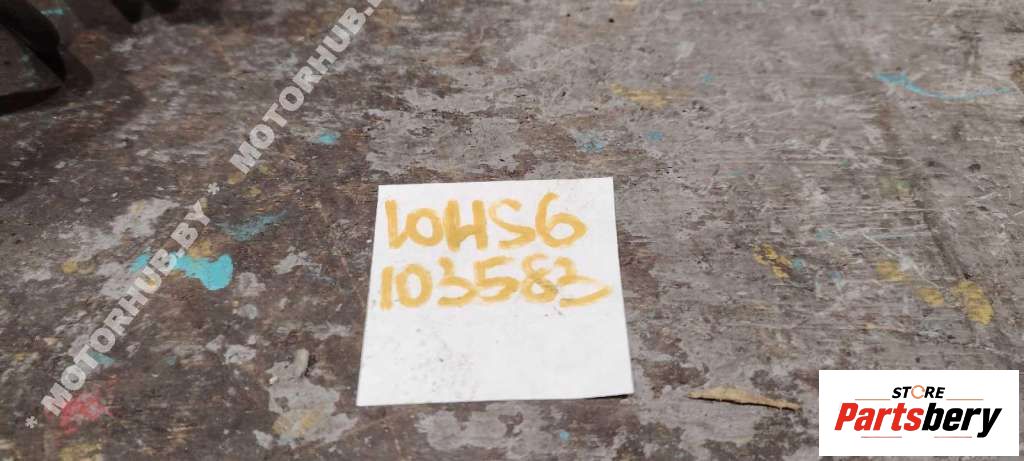 * MOTORHUB.BY * MOTORHUB.BY
10HS6
103583
STORE
Partsbery